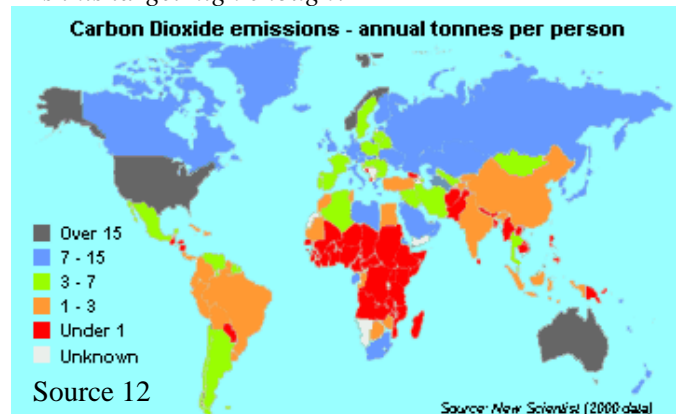 Carbon Dioxide emissions - annual tonnes per person
Over 15
7 - 15
3 - 7
1 - 3
Under 1
Unknown
Source 12
Source: New Scientist (2000 data)